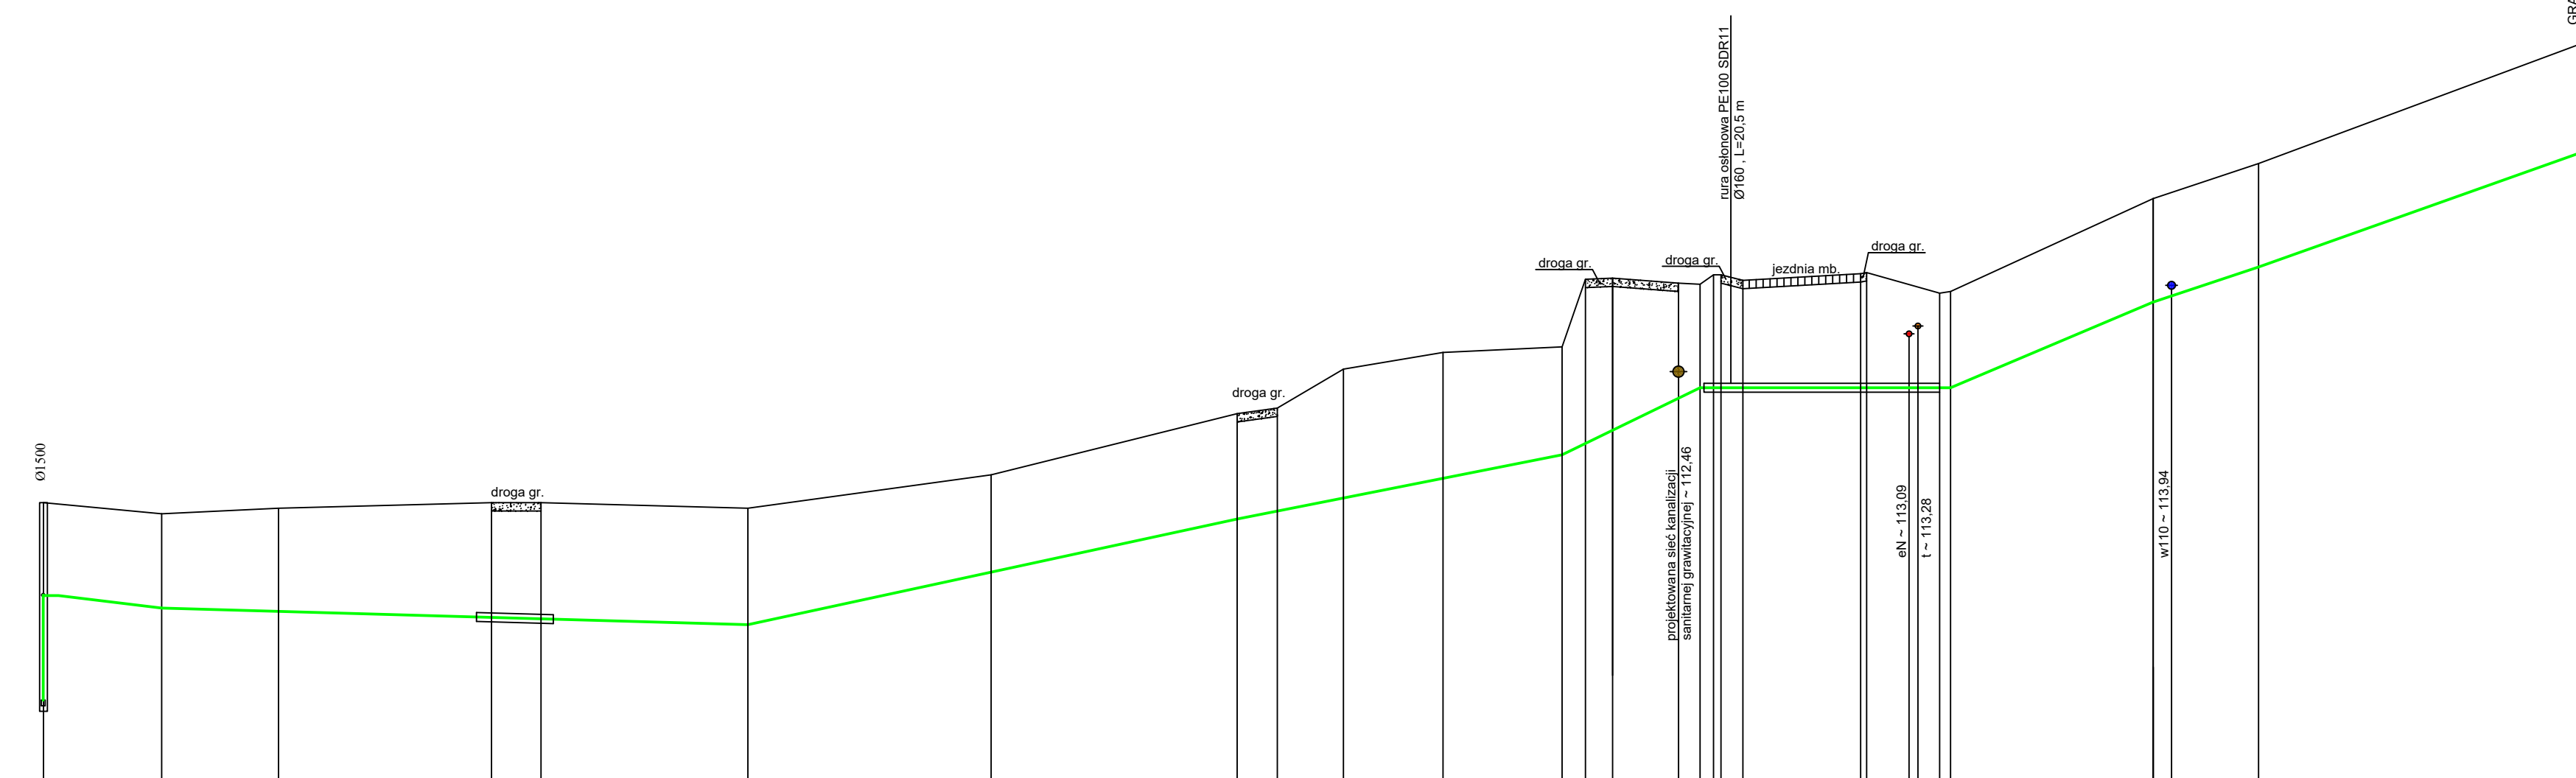 Ø1500
droga gr.
droga gr.
droga gr.
droga gr.
rura osłonowa PE100 SDR11
Ø160 , L=20,5 m
jezdnia mb.
droga gr.
projektowana sieć kanalizacji
sanitarnej grawitacyjnej ~ 112,46
eN ~ 113,09
t ~ 113,28
w110 ~ 113,94